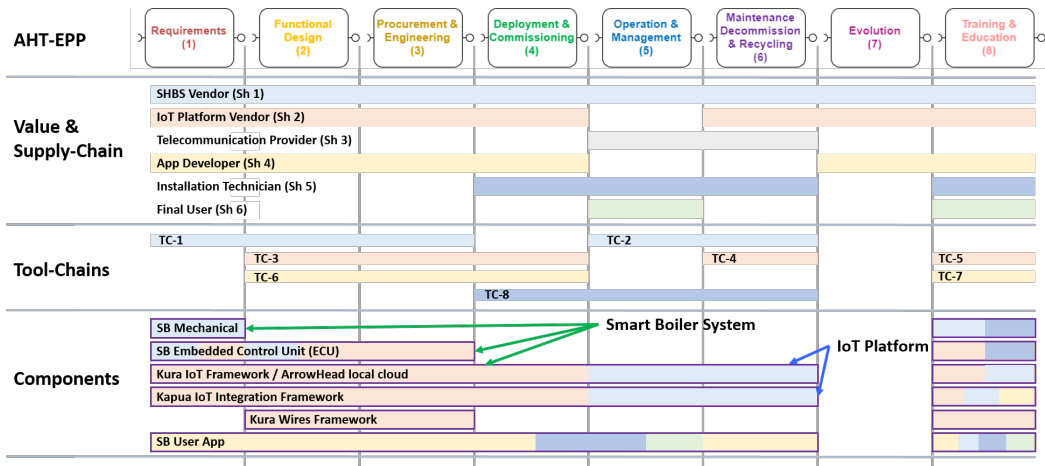 AHT-EPP
Requirements
(1)
Functional
Design
(2)
Procurement &
Engineering
(3)
Deployment &
Commissioning
(4)
Operation &
Management
(5)
Maintenance
Decommission
& Recycling
(6)
Evolution
(7)
Training &
Education
(8)
Value &
Supply-Chain
SHBS Vendor (Sh 1)
IoT Platform Vendor (Sh 2)
Telecommunication Provider (Sh 3)
App Developer (Sh 4)
Installation Technician (Sh 5)
Final User (Sh 6)
Tool-Chains
TC-1
TC-2
TC-3
TC-4
TC-5
TC-6
TC-7
TC-8
Components
SB Mechanical
Smart Boiler System
SB Embedded Control Unit (ECU)
IoT Platform
Kura IoT Framework / ArrowHead local cloud
Kapua IoT Integration Framework
Kura Wires Framework
SB User App